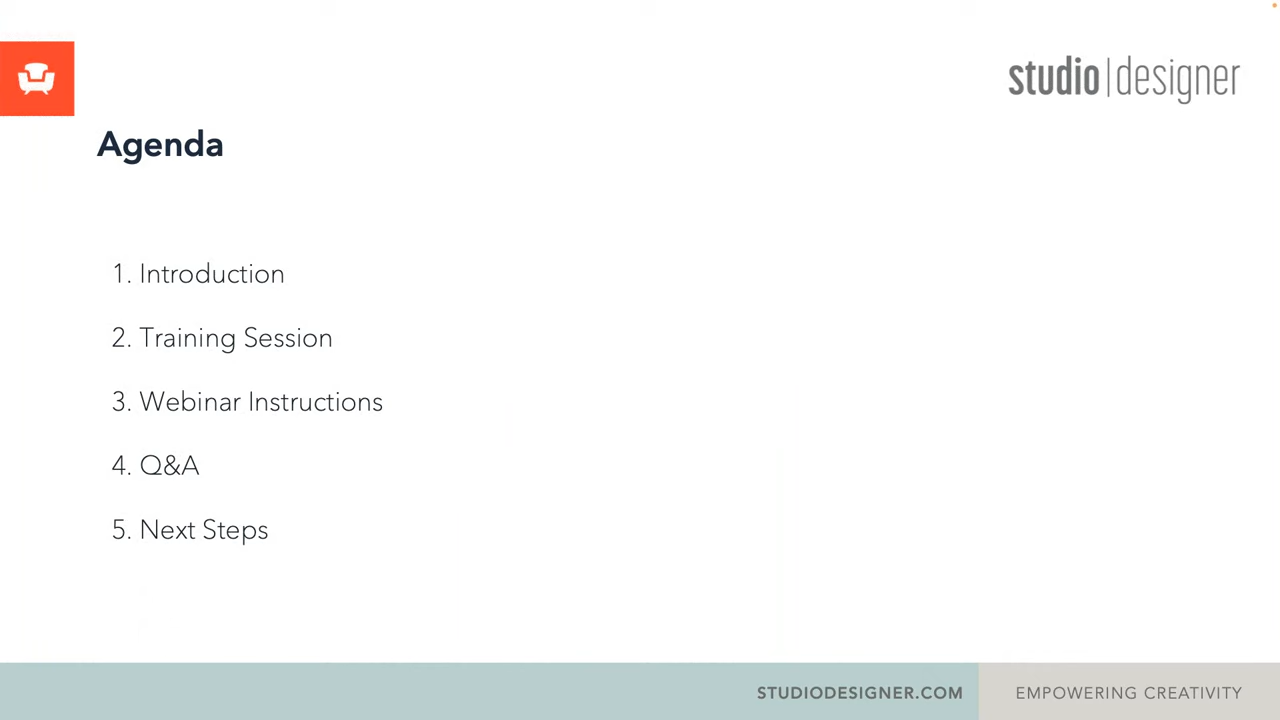 studio|designer
Agenda
1. Introduction
2. Training Session
3. Webinar Instructions
4. Q&A
5. Next Steps
STUDIODESIGNER.COM
EMPOWERING CREATIVITY